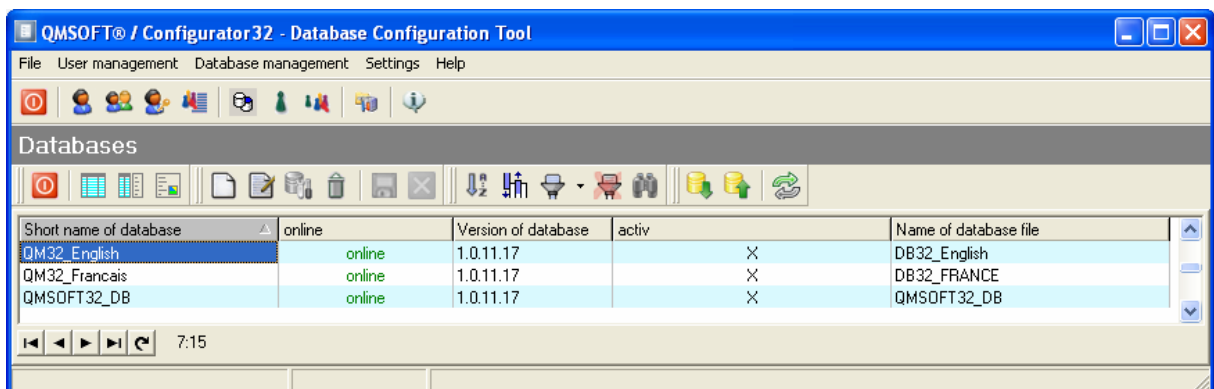 QMSOFT® / Configurator32 - Database Configuration Tool
File User management Database management Settings Help
Databases
Short name of database online Version of database activ Name of database file
QM32_English online 1.0.11.17 X DB32_English
QM32_Francais online 1.0.11.17 X DB32_FRANCE
QMSOFT32_DB online 1.0.11.17 X QMSOFT32_DB
7:15